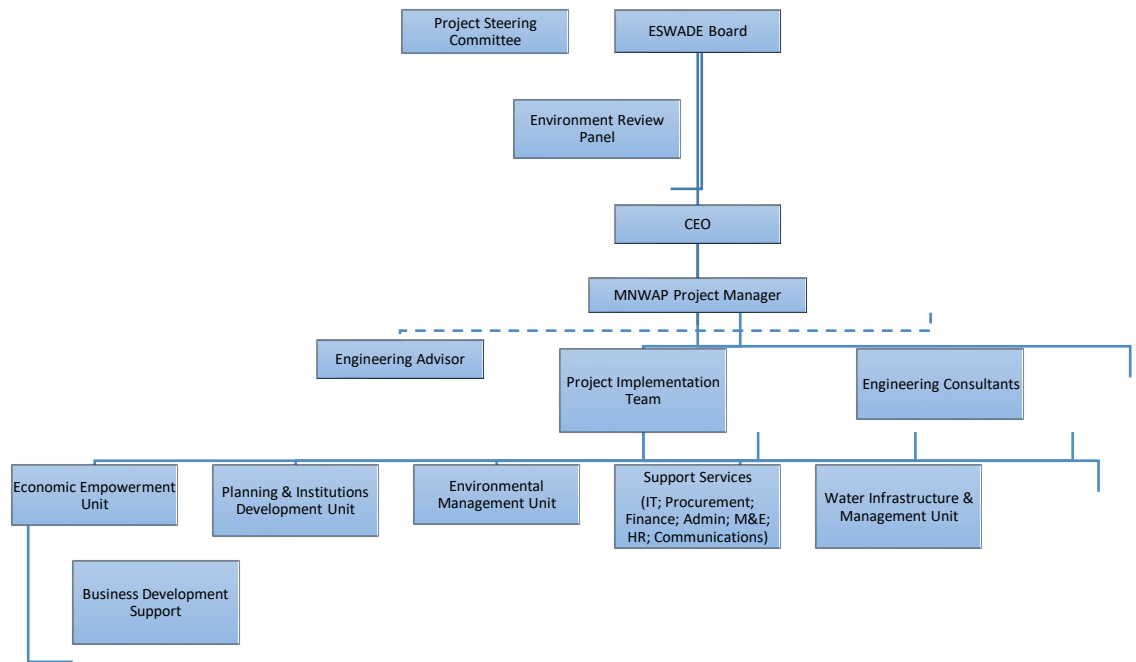 Project Steering
Committee
ESWADE Board
Environment Review
Panel
CEO
MNWAP Project Manager
Engineering Advisor
Project Implementation
Team
Engineering Consultants
Economic Empowerment
Unit
Planning & Institutions
Development Unit
Environmental
Management Unit
Support Services
(IT; Procurement;
Finance; Admin; M&E;
HR; Communications)
Water Infrastructure &
Management Unit
Business Development
Support